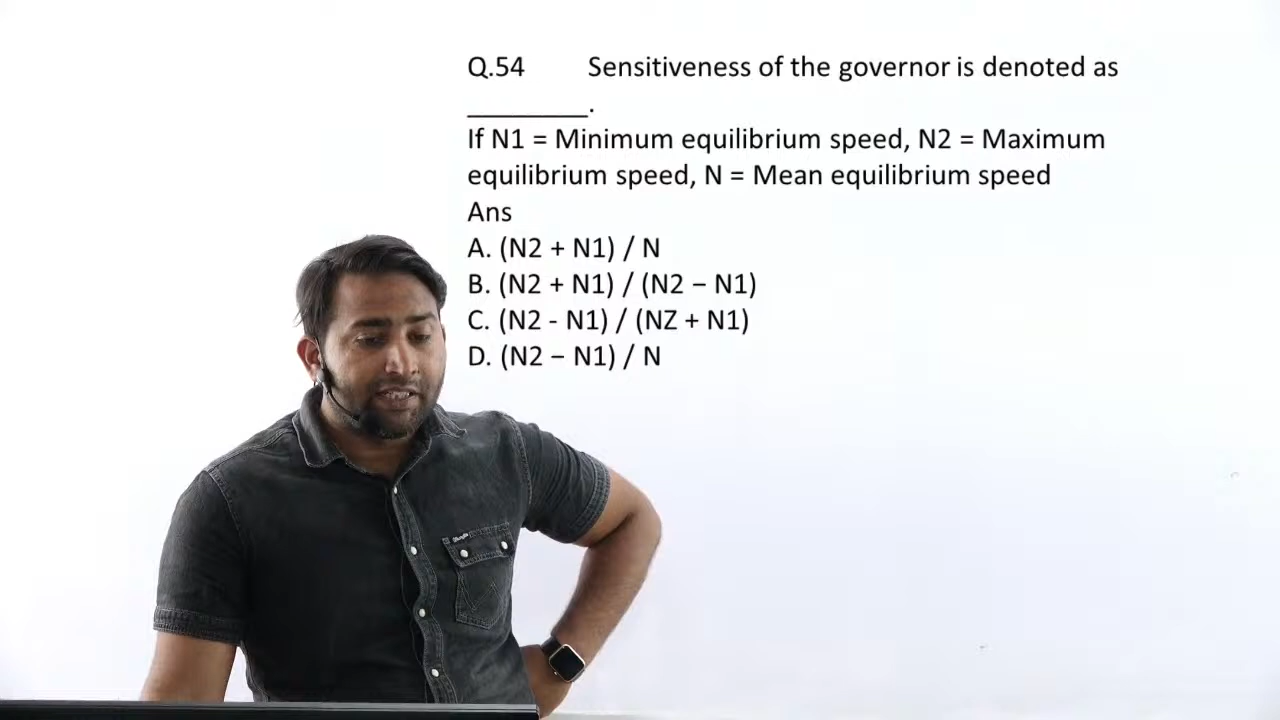 Q.54 Sensitiveness of the governor is denoted as
________.
If N1 = Minimum equilibrium speed, N2 = Maximum
equilibrium speed, N = Mean equilibrium speed
Ans
A. (N2 + N1) / N
B. (N2 + N1) / (N2 − N1)
C. (N2 - N1) / (NZ + N1)
D. (N2 − N1) / N